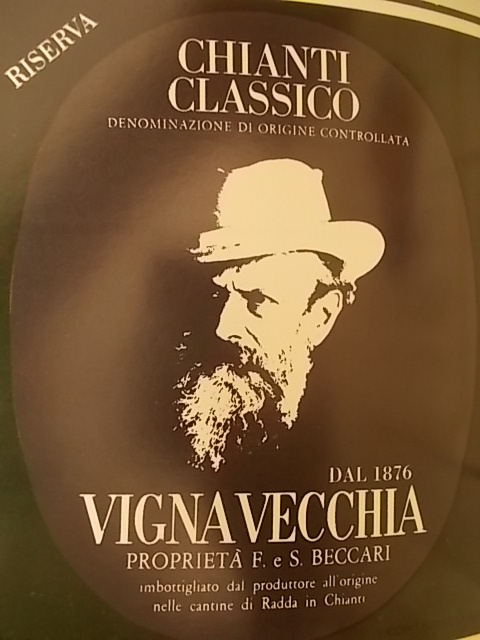 RISERVA
CHIANTI
CLASSICO
DENOMINAZIONE DI ORIGINE CONTROLLATA
DAL 1876
VIGNAVECCHIA
PROPRIETÀ F. e S. BECCARI
imbottigliato dal produttore all'origine
nelle cantine di Radda in Chianti